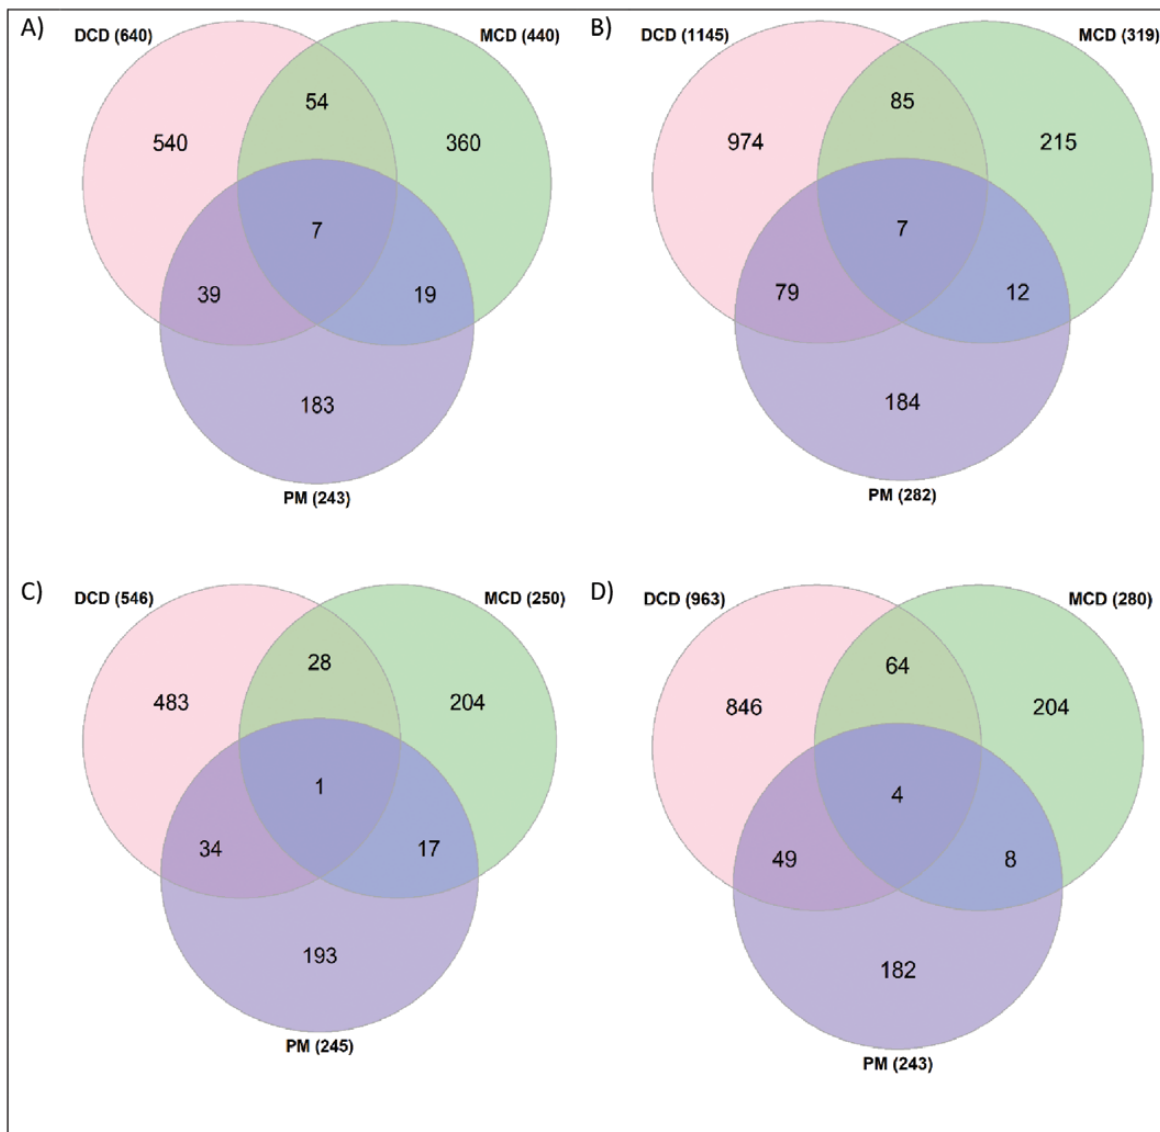 A)
DCD (640)
MCD (440)
54
540
360
7
39
19
183
PM (243)
B)
DCD (1145)
MCD (319)
85
974
215
7
79
12
184
PM (282)
C)
DCD (546)
MCD (250)
28
483
204
1
34
17
193
PM (245)
D)
DCD (963)
MCD (280)
64
846
204
4
49
8
182
PM (243)